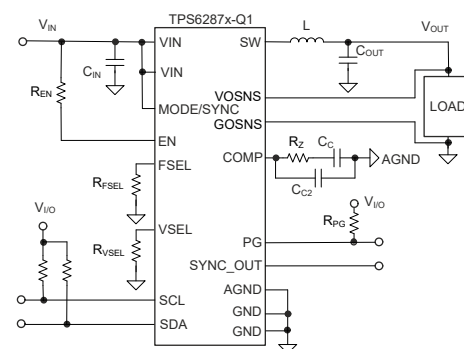 TPS6287x-Q1
VIN
VIN
SW
L
VOUT
CIN
COUT
VIN
REN
MODE/SYNC
VOSNS
GOSNS
LOAD
EN
COMP
RZ
CC
AGND
FSEL
CC2
RFSEL
VI/O
VI/O
VSEL
RPG
RVSEL
PG
SYNC_OUT
SCL
AGND
SDA
GND
GND